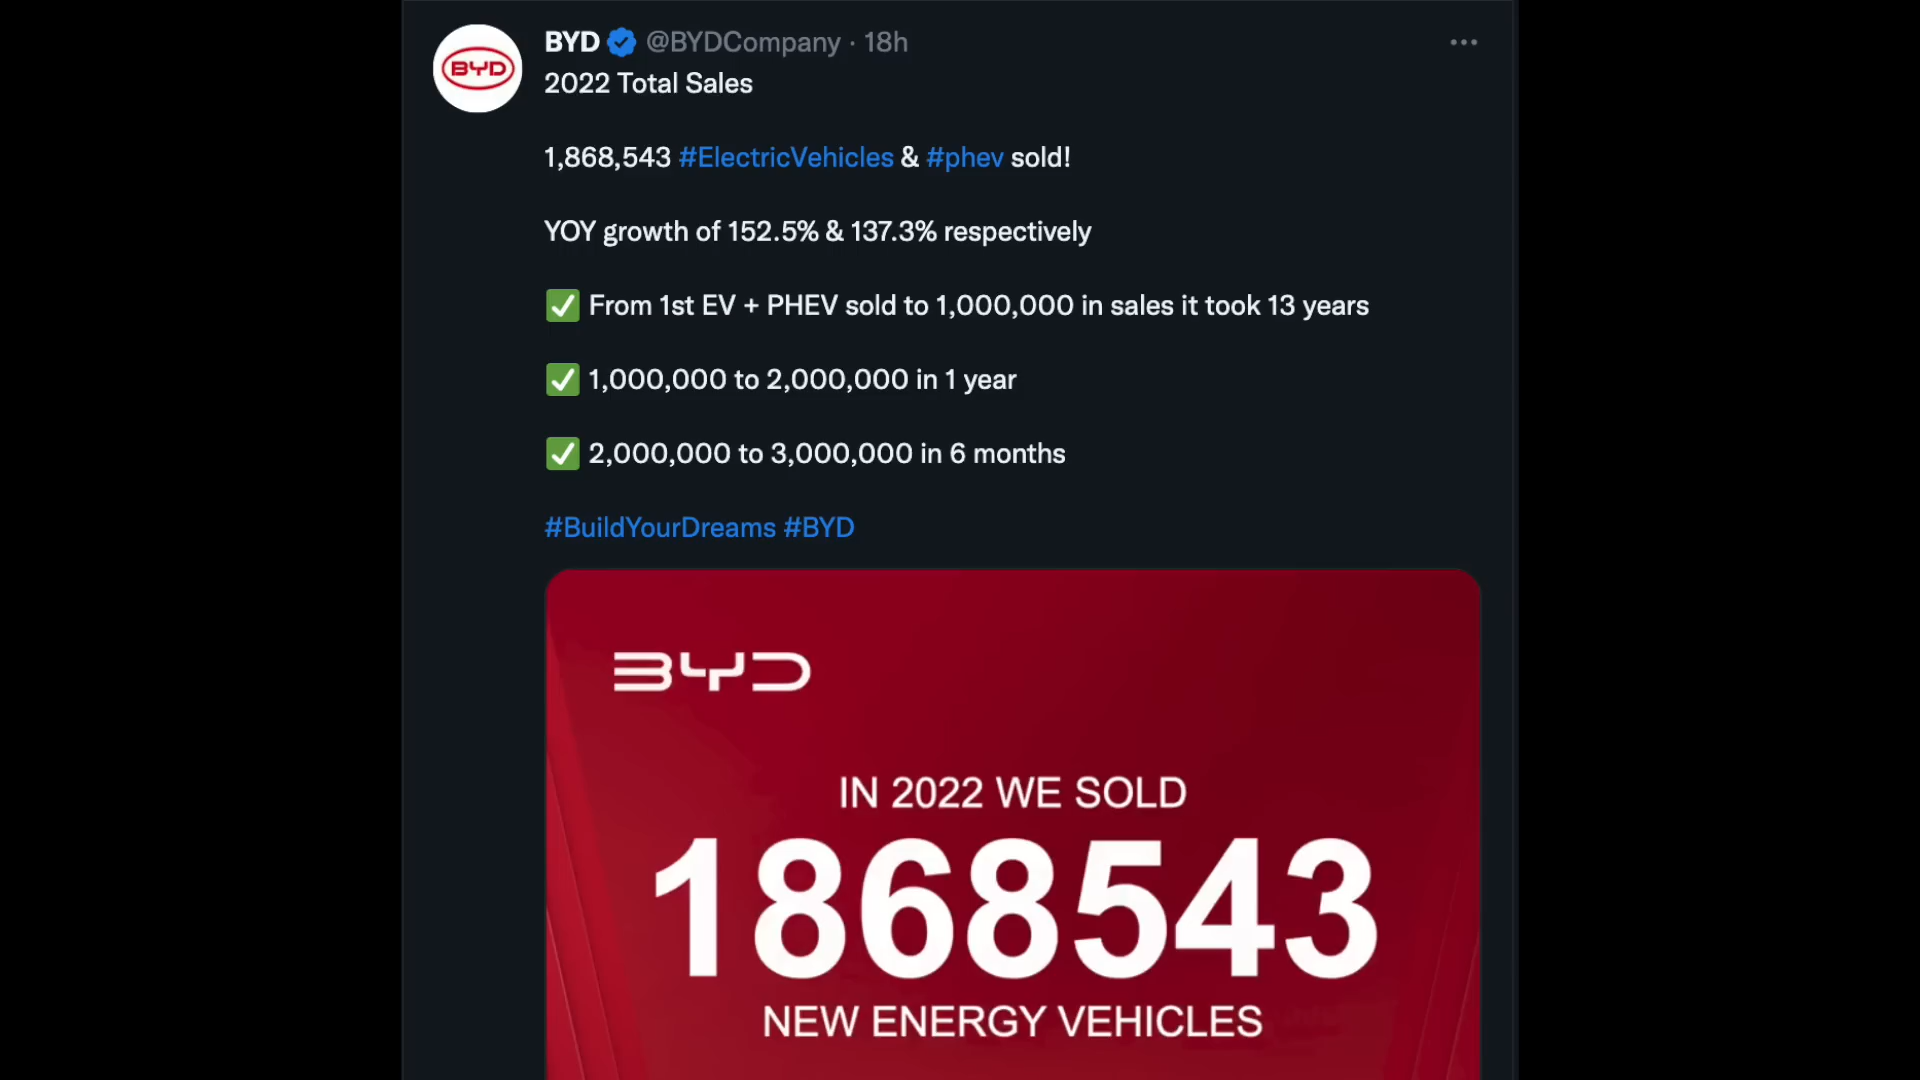 BYD @BYDCompany · 18h
BYD
2022 Total Sales
1,868,543 #ElectricVehicles & #phev sold!
YOY growth of 152.5% & 137.3% respectively
✅ From 1st EV + PHEV sold to 1,000,000 in sales it took 13 years
✅ 1,000,000 to 2,000,000 in 1 year
✅ 2,000,000 to 3,000,000 in 6 months
#BuildYourDreams #BYD
BYD
IN 2022 WE SOLD
1868543
NEW ENERGY VEHICLES